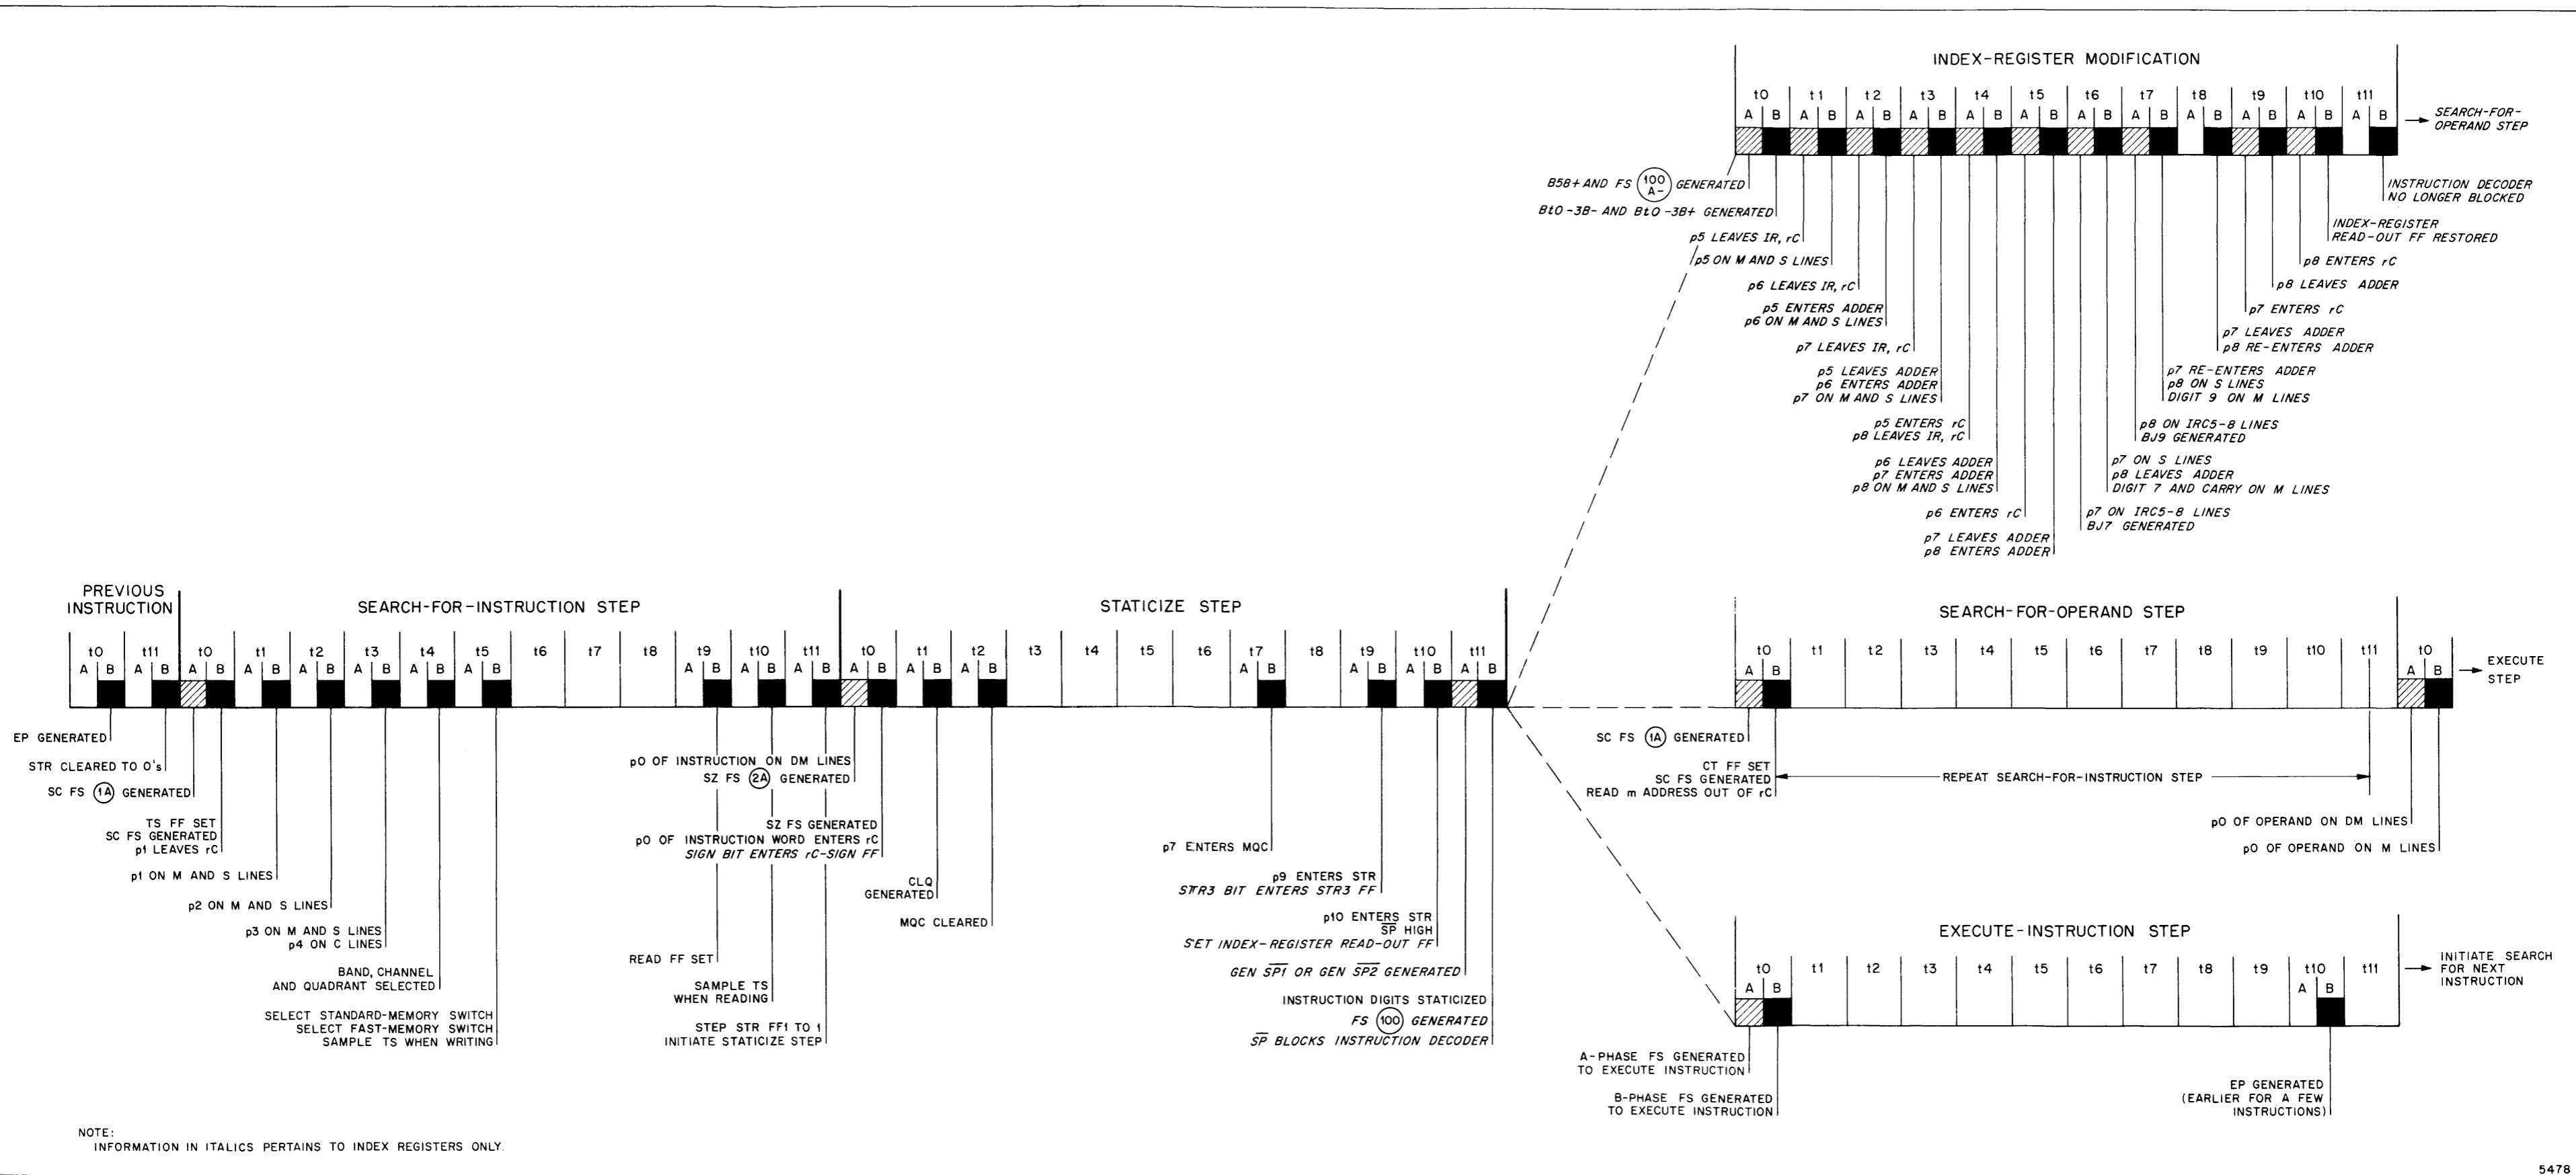 INDEX-REGISTER MODIFICATION
t0 t1 t2 t3 t4 t5 t6 t7 t8 t9 t10 t11
A B A B A B A B A B A B A B A B A B A B A B A B
SEARCH-FOR-
OPERAND STEP
B58+ AND FS 100 A- GENERATED
Bt0-3B- AND Bt0-3B+ GENERATED
p5 LEAVES IR, rC
p5 ON M AND S LINES
p6 LEAVES IR, rC
p5 ENTERS ADDER
p6 ON M AND S LINES
p7 LEAVES IR, rC
p5 LEAVES ADDER
p6 ENTERS ADDER
p7 ON M AND S LINES
p5 ENTERS rC
p8 LEAVES IR, rC
p6 LEAVES ADDER
p7 ENTERS ADDER
p8 ON M AND S LINES
p6 ENTERS rC
p7 LEAVES ADDER
p8 ENTERS ADDER
INSTRUCTION DECODER
NO LONGER BLOCKED
INDEX-REGISTER
READ-OUT FF RESTORED
p8 ENTERS rC
p8 LEAVES ADDER
p7 ENTERS rC
p7 LEAVES ADDER
p8 RE-ENTERS ADDER
p7 RE-ENTERS ADDER
p8 ON S LINES
DIGIT 9 ON M LINES
p8 ON IRC5-8 LINES
BJ9 GENERATED
p7 ON S LINES
p8 LEAVES ADDER
DIGIT 7 AND CARRY ON M LINES
p7 ON IRC5-8 LINES
BJ7 GENERATED
PREVIOUS
INSTRUCTION
SEARCH-FOR-INSTRUCTION STEP
STATICIZE STEP
t0 t11 t0 t1 t2 t3 t4 t5 t6 t7 t8 t9 t10 t11 t0 t1 t2 t3 t4 t5 t6 t7 t8 t9 t10 t11
A B A B A B A B A B A B A B A B A B A B A B A B A B A B A B A B A B A B
EP GENERATED
STR CLEARED TO O's
SC FS 1A GENERATED
TS FF SET
SC FS GENERATED
p1 LEAVES rC
p1 ON M AND S LINES
p2 ON M AND S LINES
p3 ON M AND S LINES
p4 ON C LINES
BAND, CHANNEL
AND QUADRANT SELECTED
SELECT STANDARD-MEMORY SWITCH
SELECT FAST-MEMORY SWITCH
SAMPLE TS WHEN WRITING
p0 OF INSTRUCTION ON DM LINES
SZ FS 2A GENERATED
SZ FS GENERATED
p0 OF INSTRUCTION WORD ENTERS rC
SIGN BIT ENTERS rC-SIGN FF
READ FF SET
SAMPLE TS
WHEN READING
STEP STR FF1 TO 1
INITIATE STATICIZE STEP
CLQ
GENERATED
MQC CLEARED
p7 ENTERS MQC
p9 ENTERS STR
STR3 BIT ENTERS STR3 FF
p10 ENTERS STR
S̅P̅ HIGH
SET INDEX-REGISTER READ-OUT FF
GEN S̅P̅1̅ OR GEN S̅P̅2̅ GENERATED
INSTRUCTION DIGITS STATICIZED
FS 100 GENERATED
S̅P̅ BLOCKS INSTRUCTION DECODER
SEARCH-FOR-OPERAND STEP
t0 t1 t2 t3 t4 t5 t6 t7 t8 t9 t10 t11 t0
A B A B
EXECUTE
STEP
SC FS 1A GENERATED
CT FF SET
SC FS GENERATED
READ m ADDRESS OUT OF rC
REPEAT SEARCH-FOR-INSTRUCTION STEP
p0 OF OPERAND ON DM LINES
p0 OF OPERAND ON M LINES
EXECUTE-INSTRUCTION STEP
t0 t1 t2 t3 t4 t5 t6 t7 t8 t9 t10 t11
A B A B
INITIATE SEARCH
FOR NEXT
INSTRUCTION
A-PHASE FS GENERATED
TO EXECUTE INSTRUCTION
B-PHASE FS GENERATED
TO EXECUTE INSTRUCTION
EP GENERATED
(EARLIER FOR A FEW
INSTRUCTIONS)
NOTE:
INFORMATION IN ITALICS PERTAINS TO INDEX REGISTERS ONLY.
5478